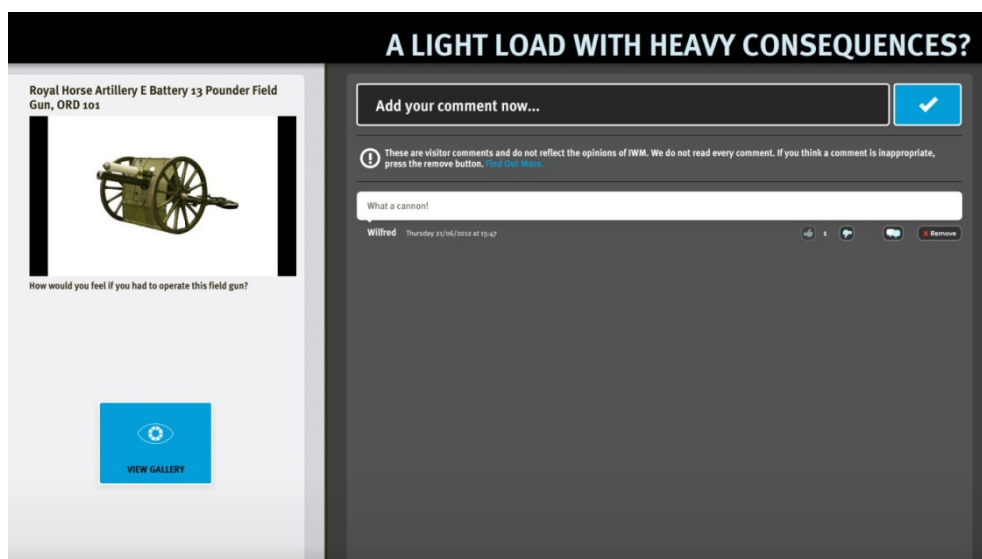 A LIGHT LOAD WITH HEAVY CONSEQUENCES?
Royal Horse Artillery E Battery 13 Pounder Field
Gun, ORD 101
How would you feel if you had to operate this field gun?
VIEW GALLERY
Add your comment now...
These are visitor comments and do not reflect the opinions of IWM. We do not read every comment. If you think a comment is inappropriate,
press the remove button. Find Out More.
What a cannon!
Wilfred Thursday 21/06/2012 at 15:47
1
X Remove